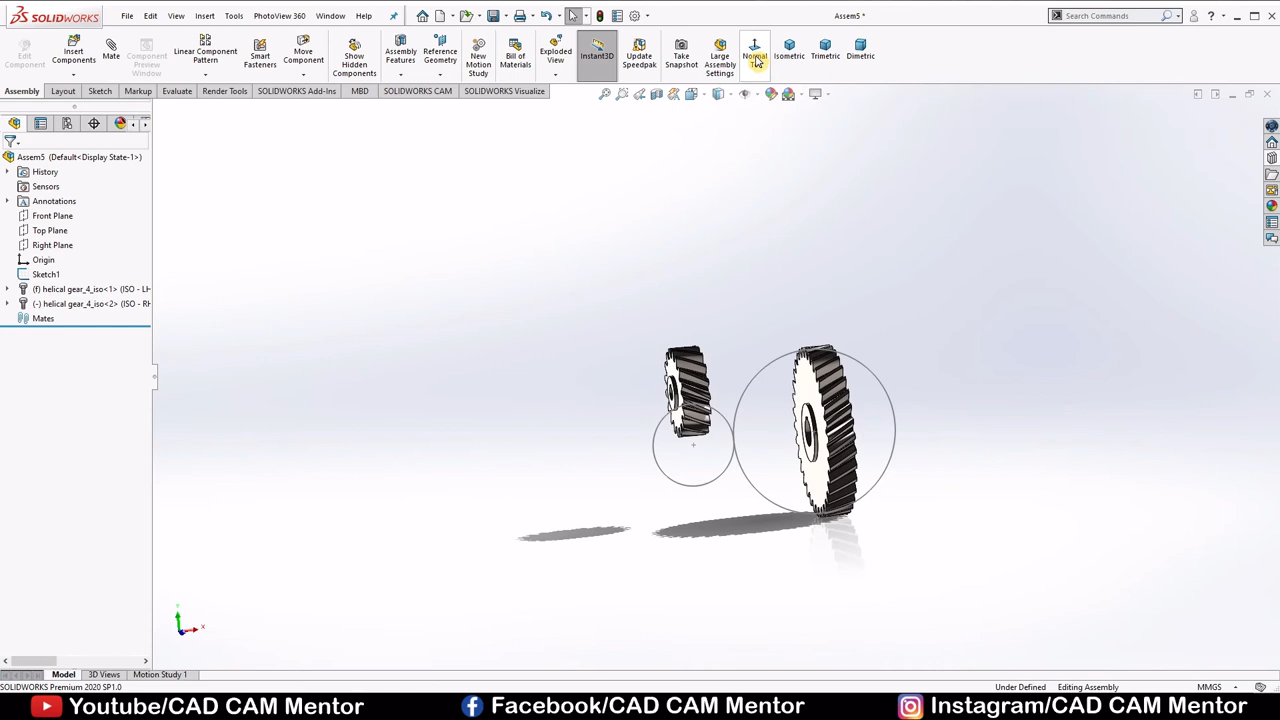 SOLIDWORKS
File Edit View Insert Tools PhotoView 360 Window Help
Assem5 *
Search Commands
Edit Component
Insert Components
Mate
Component Preview Window
Linear Component Pattern
Smart Fasteners
Move Component
Show Hidden Components
Assembly Features
Reference Geometry
New Motion Study
Bill of Materials
Exploded View
Instant3D
Update Speedpak
Take Snapshot
Large Assembly Settings
Normal
Isometric
Trimetric
Dimetric
Assembly Layout Sketch Markup Evaluate Render Tools SOLIDWORKS Add-Ins MBD SOLIDWORKS CAM SOLIDWORKS Visualize
Assem5 (Default<Display State-1>)
History
Sensors
Annotations
Front Plane
Top Plane
Right Plane
Origin
Sketch1
(f) helical gear_4_iso<1> (ISO - LH
(-) helical gear_4_iso<2> (ISO - RH
Mates
Y
X
Model 3D Views Motion Study 1
SOLIDWORKS Premium 2020 SP1.0
Under Defined Editing Assembly MMGS
Youtube/CAD CAM Mentor Facebook/CAD CAM Mentor Instagram/CAD CAM Mentor